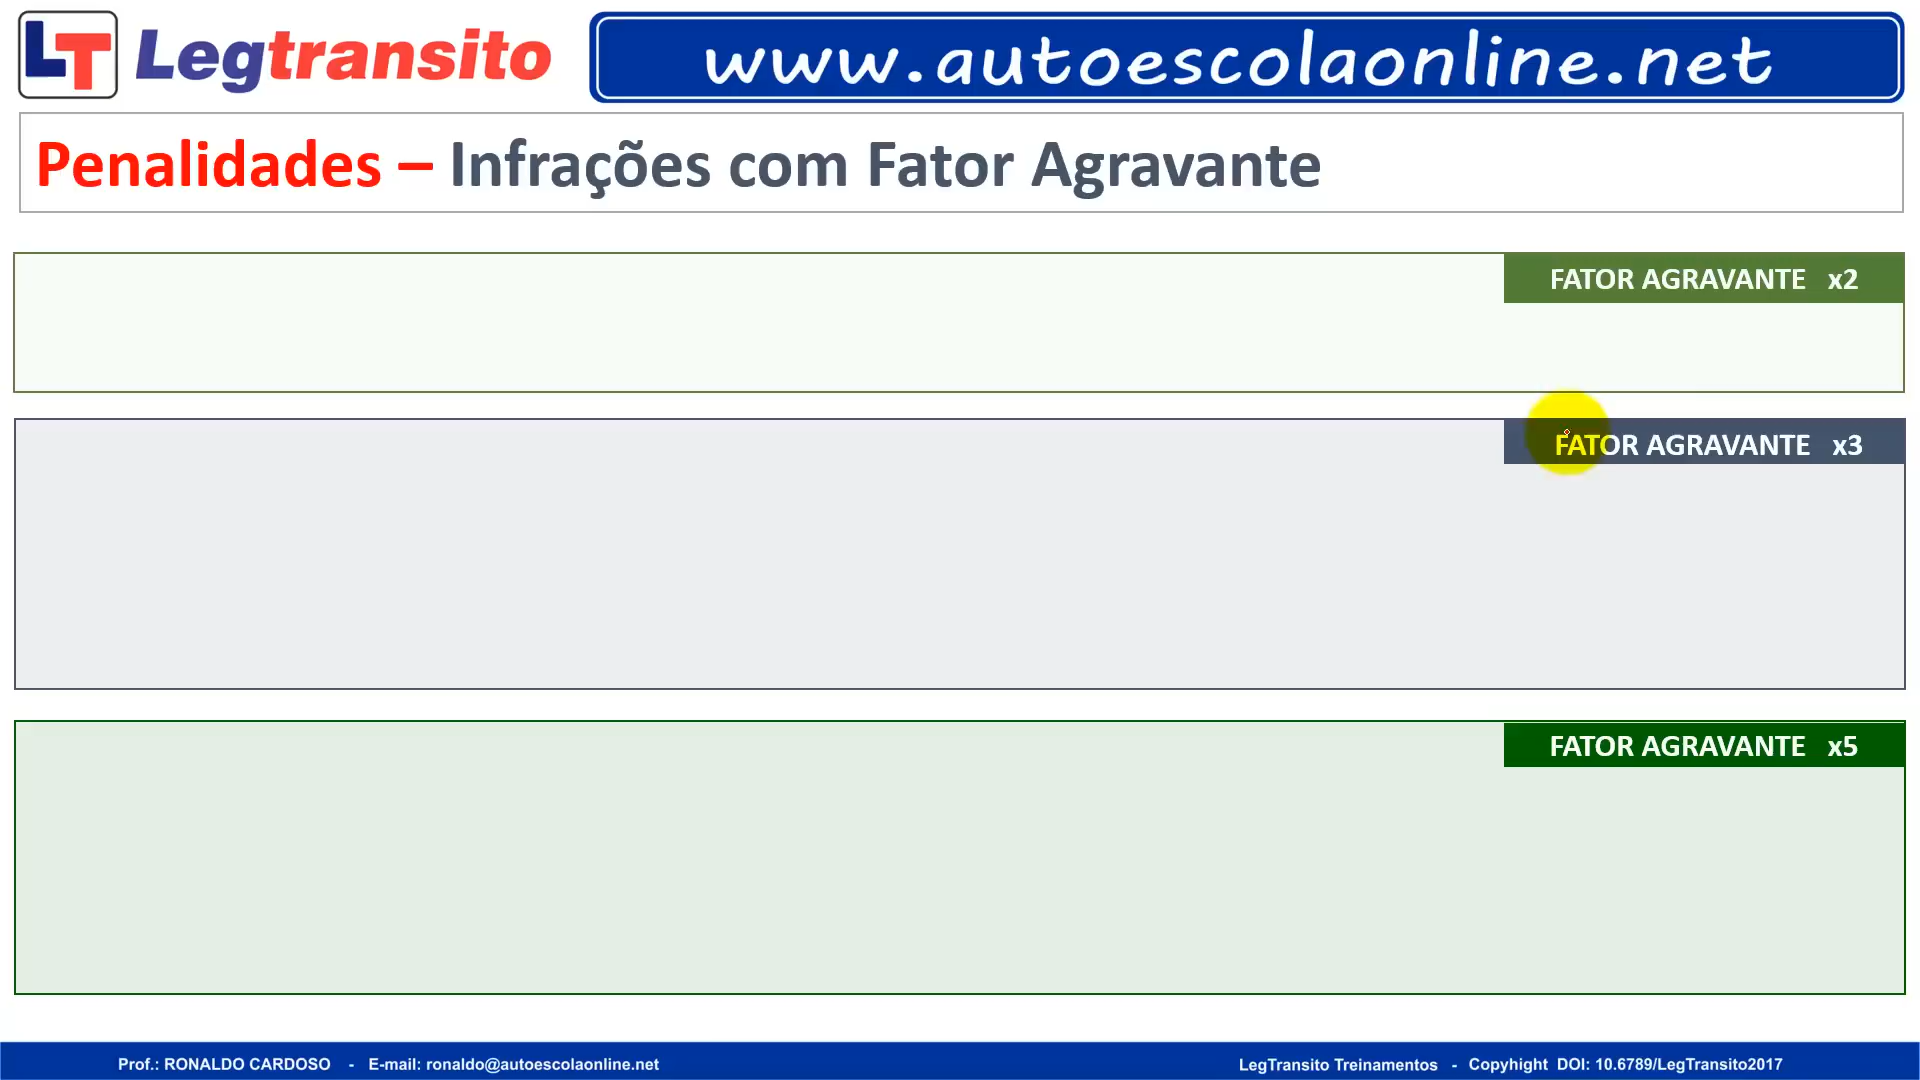 LT Legtransito
www.autoescolaonline.net
Penalidades – Infrações com Fator Agravante
FATOR AGRAVANTE x2
FATOR AGRAVANTE x3
FATOR AGRAVANTE x5
Prof.: RONALDO CARDOSO - E-mail: ronaldo@autoescolaonline.net
LegTransito Treinamentos - Copyhight DOI: 10.6789/LegTransito2017